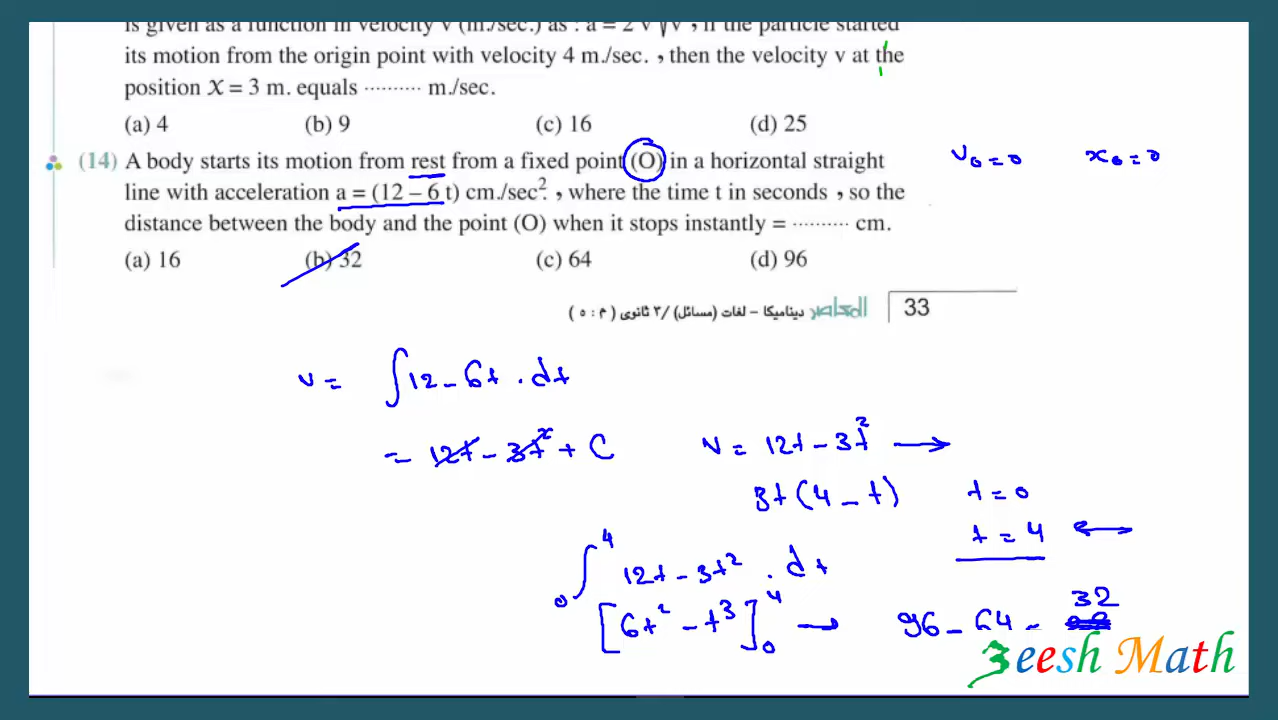 is given as a function in velocity v (m./sec.) as : a = 2 v √v , if the particle started
its motion from the origin point with velocity 4 m./sec. , then the velocity v at the
position X = 3 m. equals ·········· m./sec.
(a) 4 (b) 9 (c) 16 (d) 25
(14) A body starts its motion from rest from a fixed point (O) in a horizontal straight
v₀ = 0 x₀ = 0
line with acceleration a = (12 – 6 t) cm./sec². , where the time t in seconds , so the
distance between the body and the point (O) when it stops instantly = ·········· cm.
(a) 16 (b) 32 (c) 64 (d) 96
المعاصر ديناميكا - لغات (مسائل) / ٣ ثانوى (م : ٥) 33
v = ∫ 12 - 6t . dt
= 12t - 3t² + C v = 12t - 3t² →
3t(4 - t) t = 0
t = 4
∫₀⁴ 12t - 3t² . dt
[6t² - t³]₀⁴ → 96 - 64 = 32
Zeesh Math